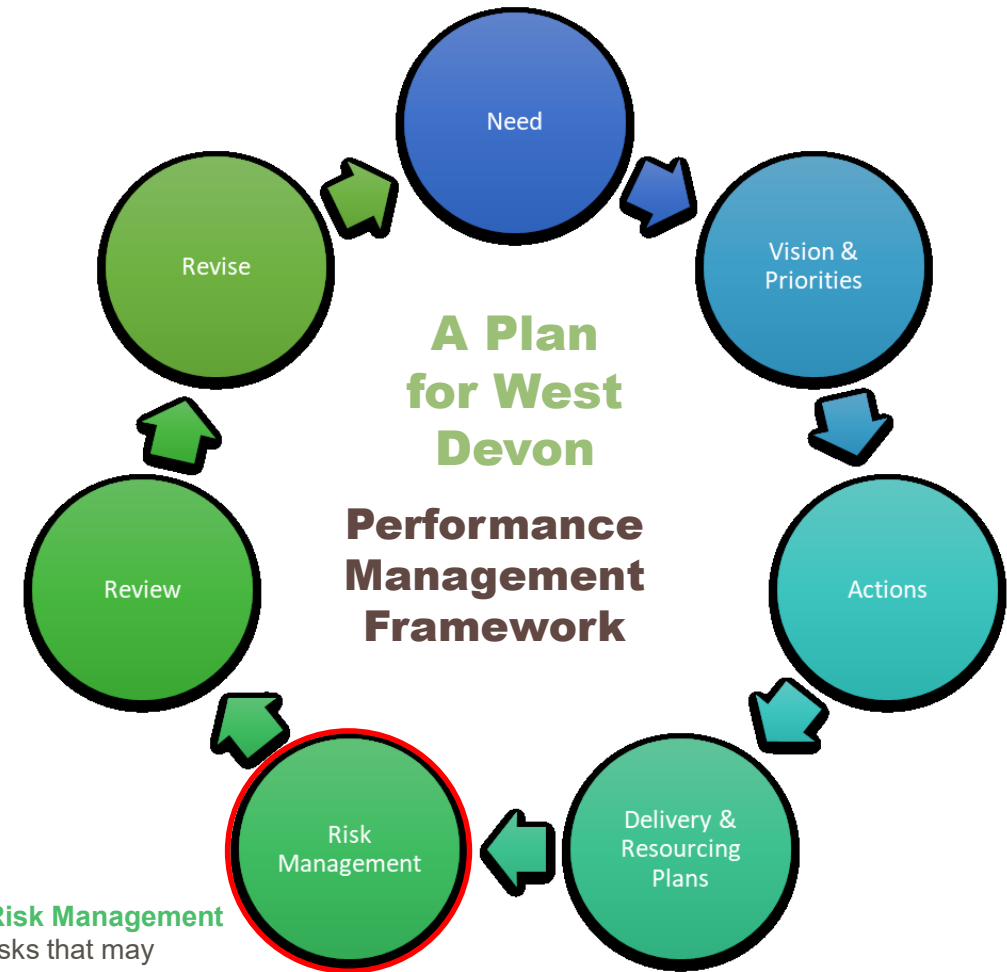 Need
Vision &
Priorities
Actions
Delivery &
Resourcing
Plans
Risk
Management
Review
Revise
A Plan
for West
Devon
Performance
Management
Framework
Risk Management
sks that may